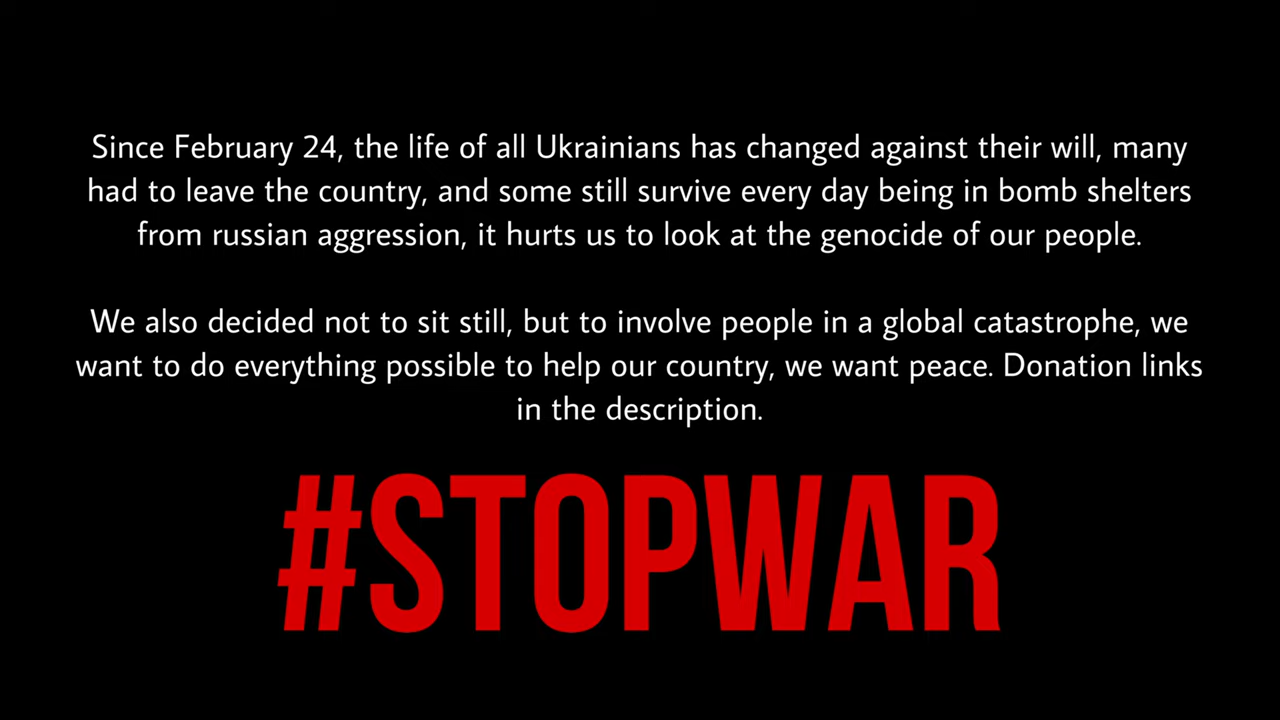 Since February 24, the life of all Ukrainians has changed against their will, many
had to leave the country, and some still survive every day being in bomb shelters
from russian aggression, it hurts us to look at the genocide of our people.
We also decided not to sit still, but to involve people in a global catastrophe, we
want to do everything possible to help our country, we want peace. Donation links
in the description.
#STOPWAR